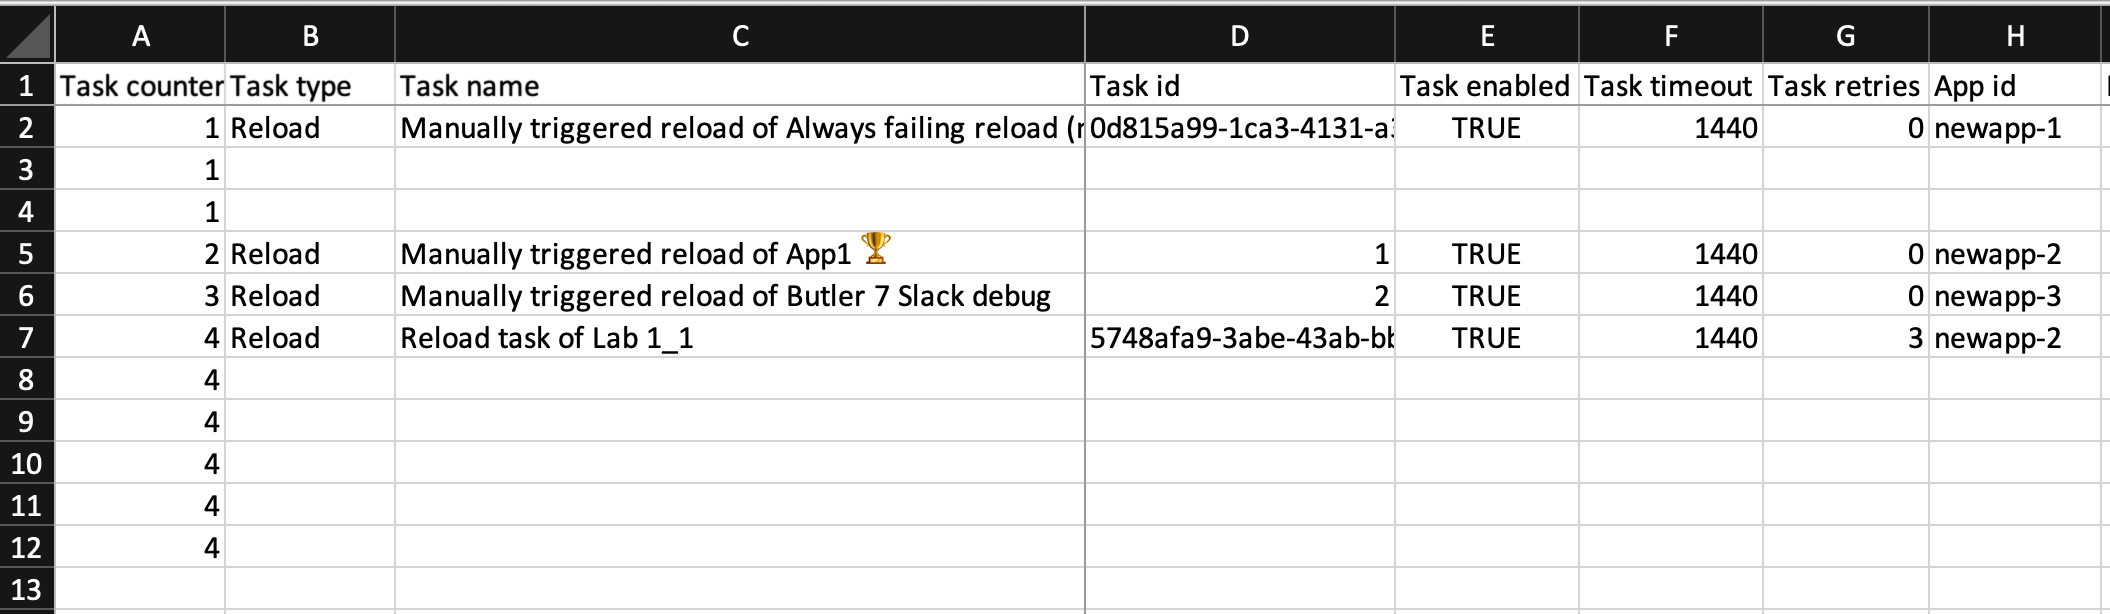 A B C D E F G H
1 Task counter Task type Task name Task id Task enabled Task timeout Task retries App id
2 1 Reload Manually triggered reload of Always failing reload ( 0d815a99-1ca3-4131-a TRUE 1440 0 newapp-1
3 1
4 1
5 2 Reload Manually triggered reload of App1 🏆 1 TRUE 1440 0 newapp-2
6 3 Reload Manually triggered reload of Butler 7 Slack debug 2 TRUE 1440 0 newapp-3
7 4 Reload Reload task of Lab 1_1 5748afa9-3abe-43ab-b TRUE 1440 3 newapp-2
8 4
9 4
10 4
11 4
12 4
13